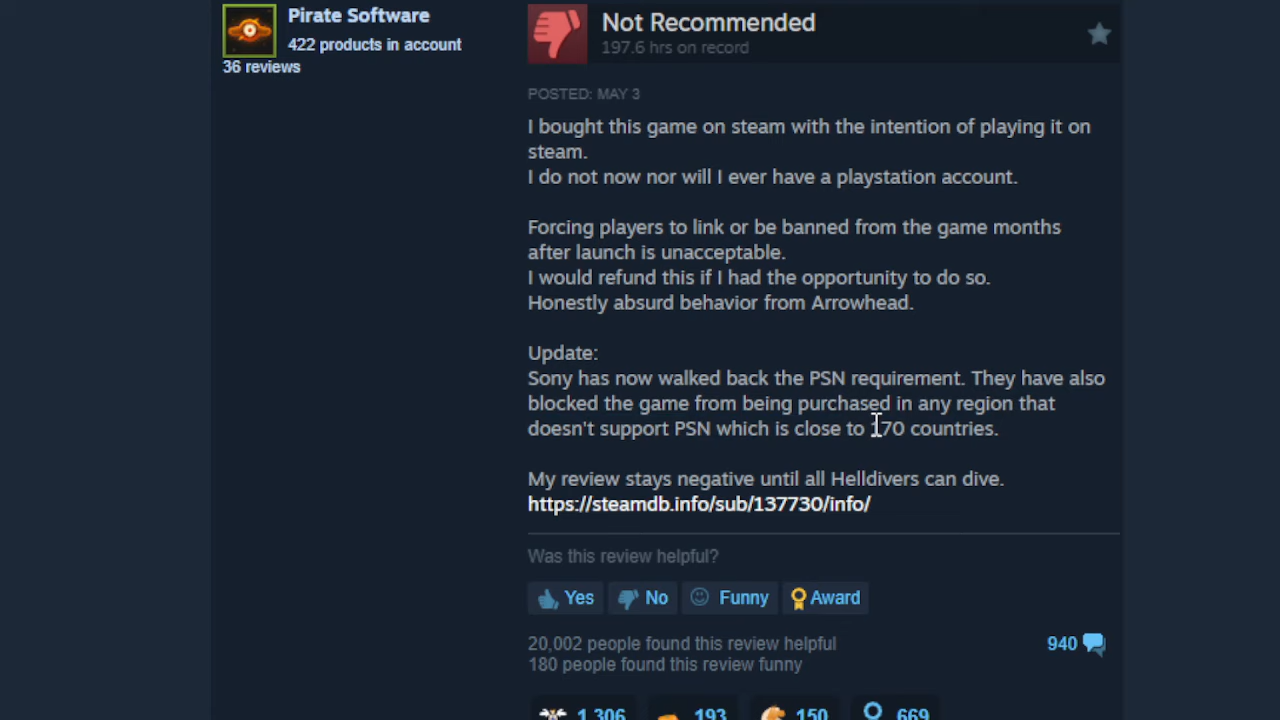 Pirate Software
422 products in account
36 reviews
Not Recommended
197.6 hrs on record
POSTED: MAY 3
I bought this game on steam with the intention of playing it on
steam.
I do not now nor will I ever have a playstation account.
Forcing players to link or be banned from the game months
after launch is unacceptable.
I would refund this if I had the opportunity to do so.
Honestly absurd behavior from Arrowhead.
Update:
Sony has now walked back the PSN requirement. They have also
blocked the game from being purchased in any region that
doesn't support PSN which is close to 170 countries.
My review stays negative until all Helldivers can dive.
https://steamdb.info/sub/137730/info/
Was this review helpful?
Yes No Funny Award
20,002 people found this review helpful
940
180 people found this review funny
1,306 193 150 669